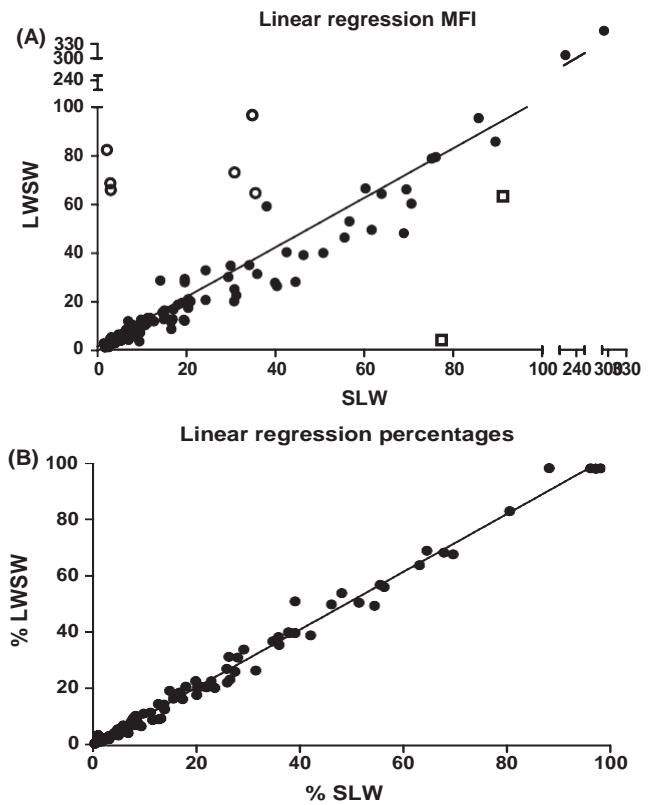 Linear regression MFI
(A)
330
300
240
100
80
60
40
20
0
LWSW
0 20 40 60 80 100 240 300 330
SLW
Linear regression percentages
(B)
100
80
60
40
20
0
% LWSW
0 20 40 60 80 100
% SLW